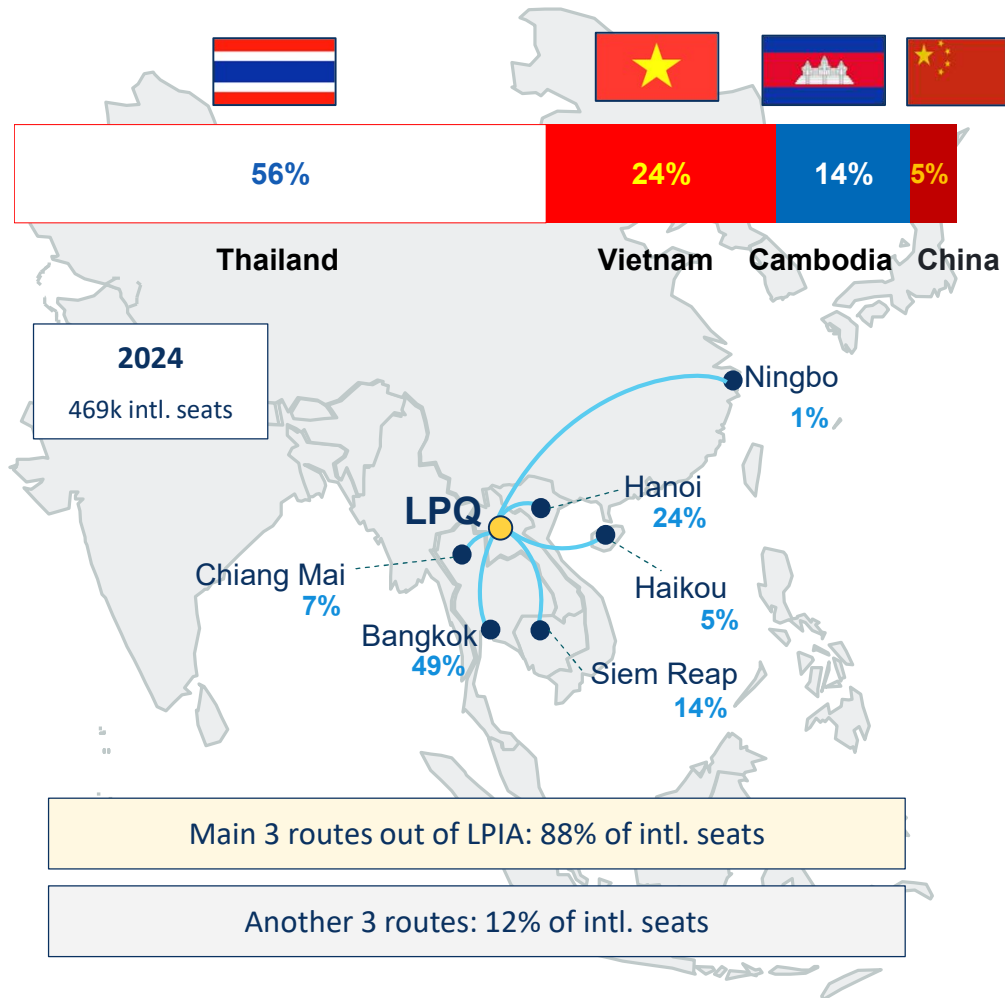 56%
24%
14%
5%
Thailand
Vietnam
Cambodia
China
2024
469k intl. seats
Ningbo
1%
LPQ
Hanoi
24%
Chiang Mai
7%
Haikou
5%
Bangkok
49%
Siem Reap
14%
Main 3 routes out of LPIA: 88% of intl. seats
Another 3 routes: 12% of intl. seats